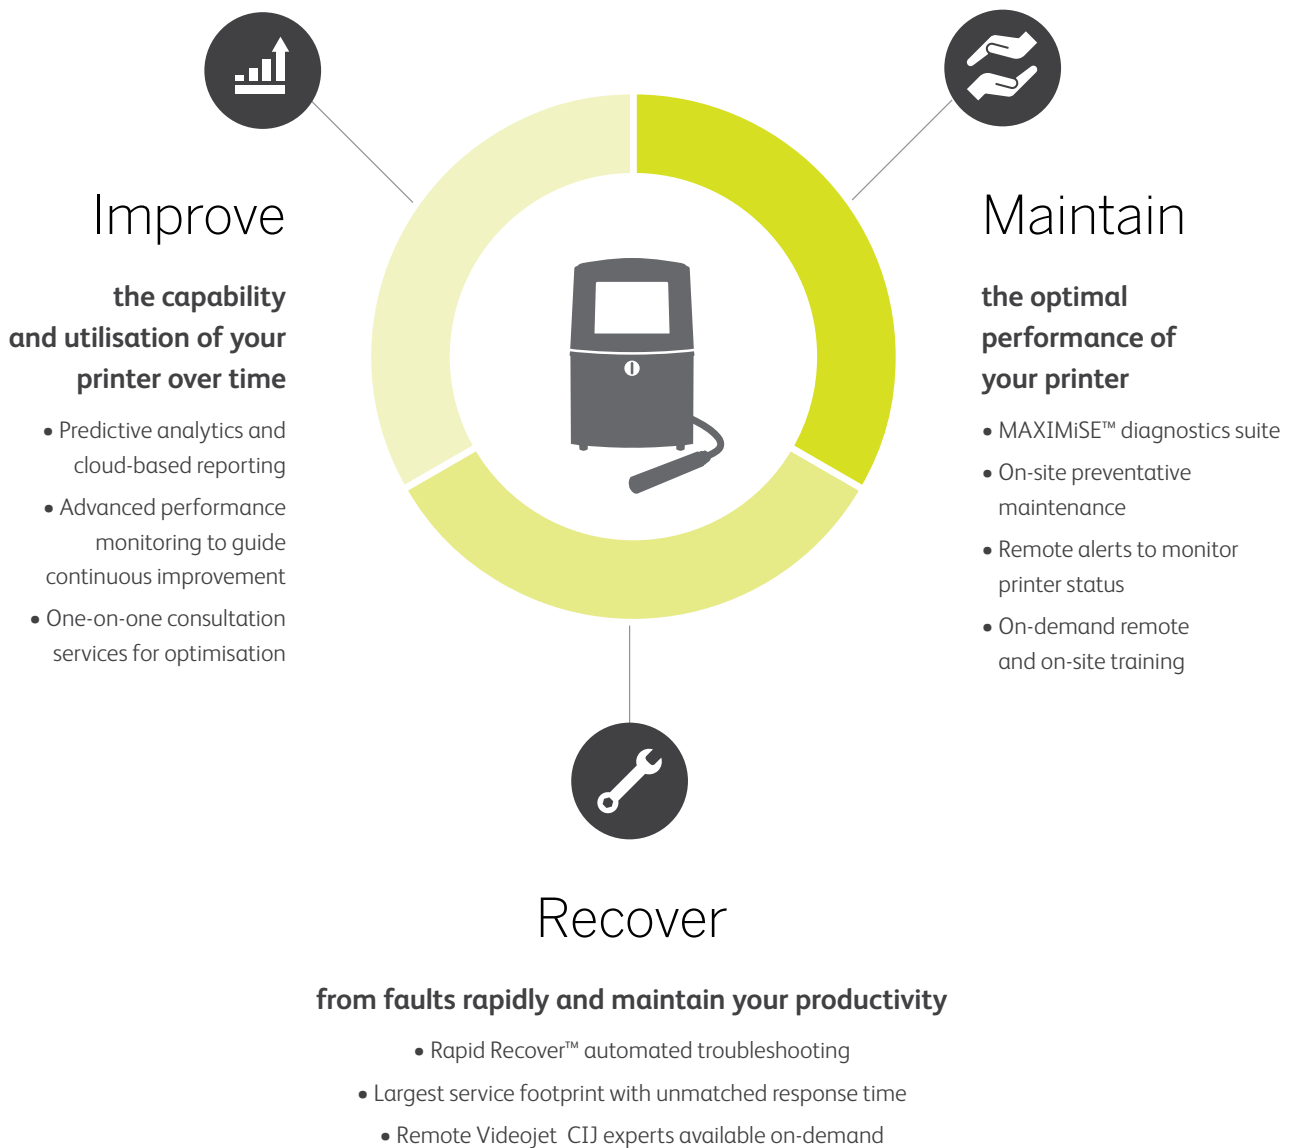 Improve
the capability
and utilisation of your
printer over time
• Predictive analytics and
cloud-based reporting
• Advanced performance
monitoring to guide
continuous improvement
• One-on-one consultation
services for optimisation
Maintain
the optimal
performance of
your printer
• MAXIMiSE™ diagnostics suite
• On-site preventative
maintenance
• Remote alerts to monitor
printer status
• On-demand remote
and on-site training
Recover
from faults rapidly and maintain your productivity
• Rapid Recover™ automated troubleshooting
• Largest service footprint with unmatched response time
• Remote Videojet CIJ experts available on-demand